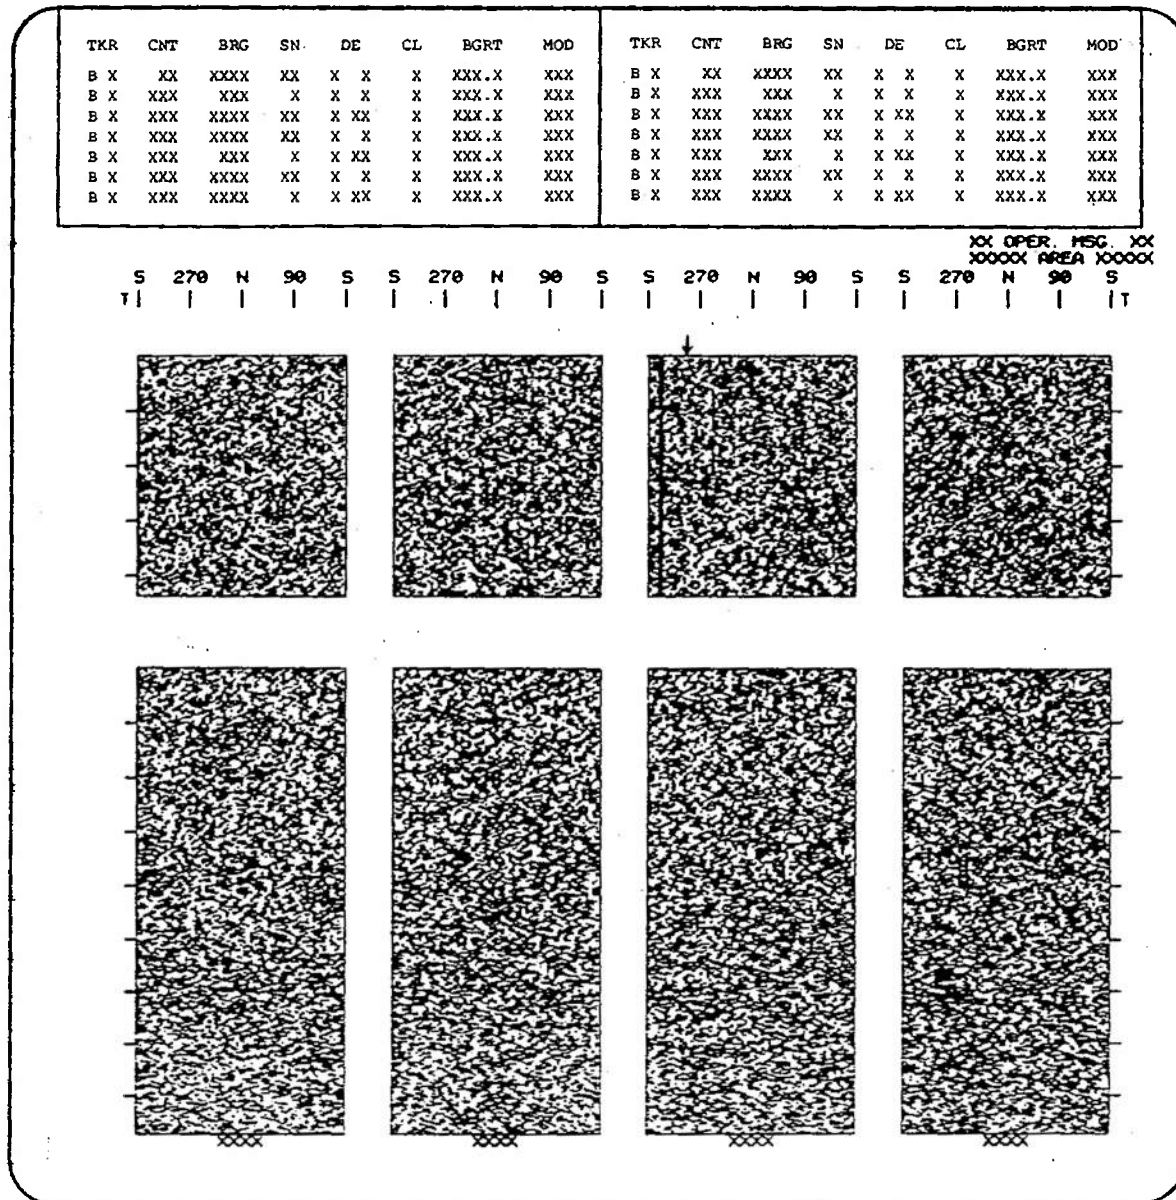 TKR CNT BRG SN DE CL BGRT MOD TKR CNT BRG SN DE CL BGRT MOD
B X XX XXXX XX X X X XXX.X XXX B X XX XXXX XX X X X XXX.X XXX
B X XXX XXX X X X X XXX.X XXX B X XXX XXX X X X X XXX.X XXX
B X XXX XXXX XX X XX X XXX.X XXX B X XXX XXXX XX X XX X XXX.X XXX
B X XXX XXXX XX X X X XXX.X XXX B X XXX XXXX XX X X X XXX.X XXX
B X XXX XXX X X XX X XXX.X XXX B X XXX XXX X X XX X XXX.X XXX
B X XXX XXXX XX X X X XXX.X XXX B X XXX XXXX XX X X X XXX.X XXX
B X XXX XXXX X X XX X XXX.X XXX B X XXX XXXX X X XX X XXX.X XXX
XX OPER. MSG. XX
XXXXX AREA XXXXX
S 270 N 90 S S 270 N 90 S S 270 N 90 S S 270 N 90 S
T T
XXXX XXXX XXXX XXXX